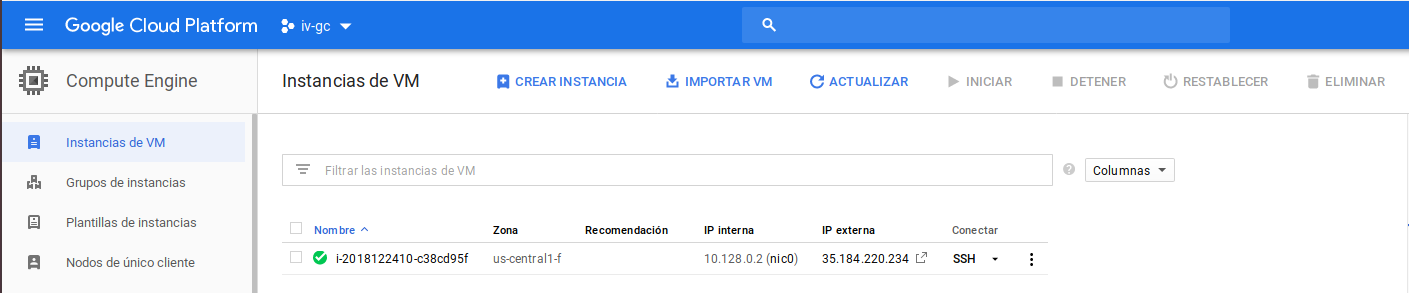 Google Cloud Platform iv-gc
Compute Engine
Instancias de VM CREAR INSTANCIA IMPORTAR VM ACTUALIZAR INICIAR DETENER RESTABLECER ELIMINAR
Instancias de VM
Grupos de instancias
Plantillas de instancias
Nodos de único cliente
Filtrar las instancias de VM Columnas
Nombre Zona Recomendación IP interna IP externa Conectar
i-2018122410-c38cd95f us-central1-f 10.128.0.2 (nic0) 35.184.220.234 SSH